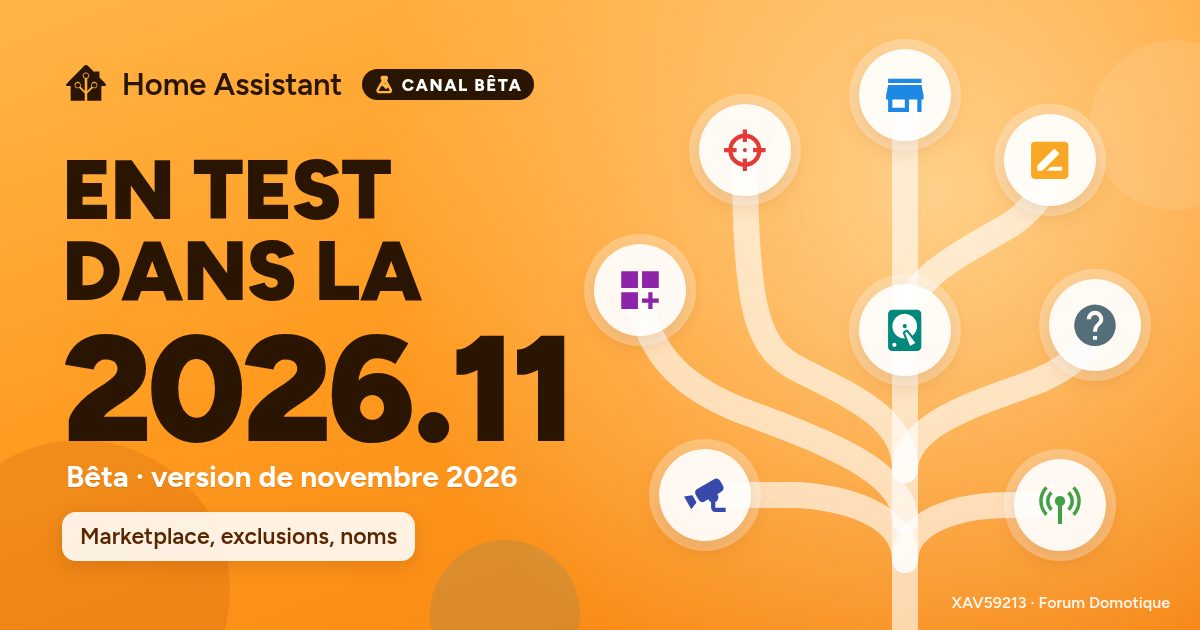 Home Assistant
CANAL BÊTA
EN TEST
DANS LA
2026.11
Bêta · version de novembre 2026
Marketplace, exclusions, noms
XAV59213 · Forum Domotique